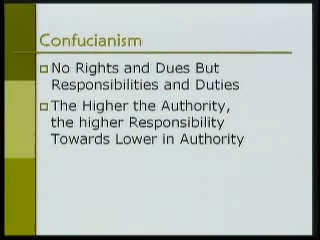 Confucianism
No Rights and Dues But
Responsibilities and Duties
The Higher the Authority,
the higher Responsibility
Towards Lower in Authority